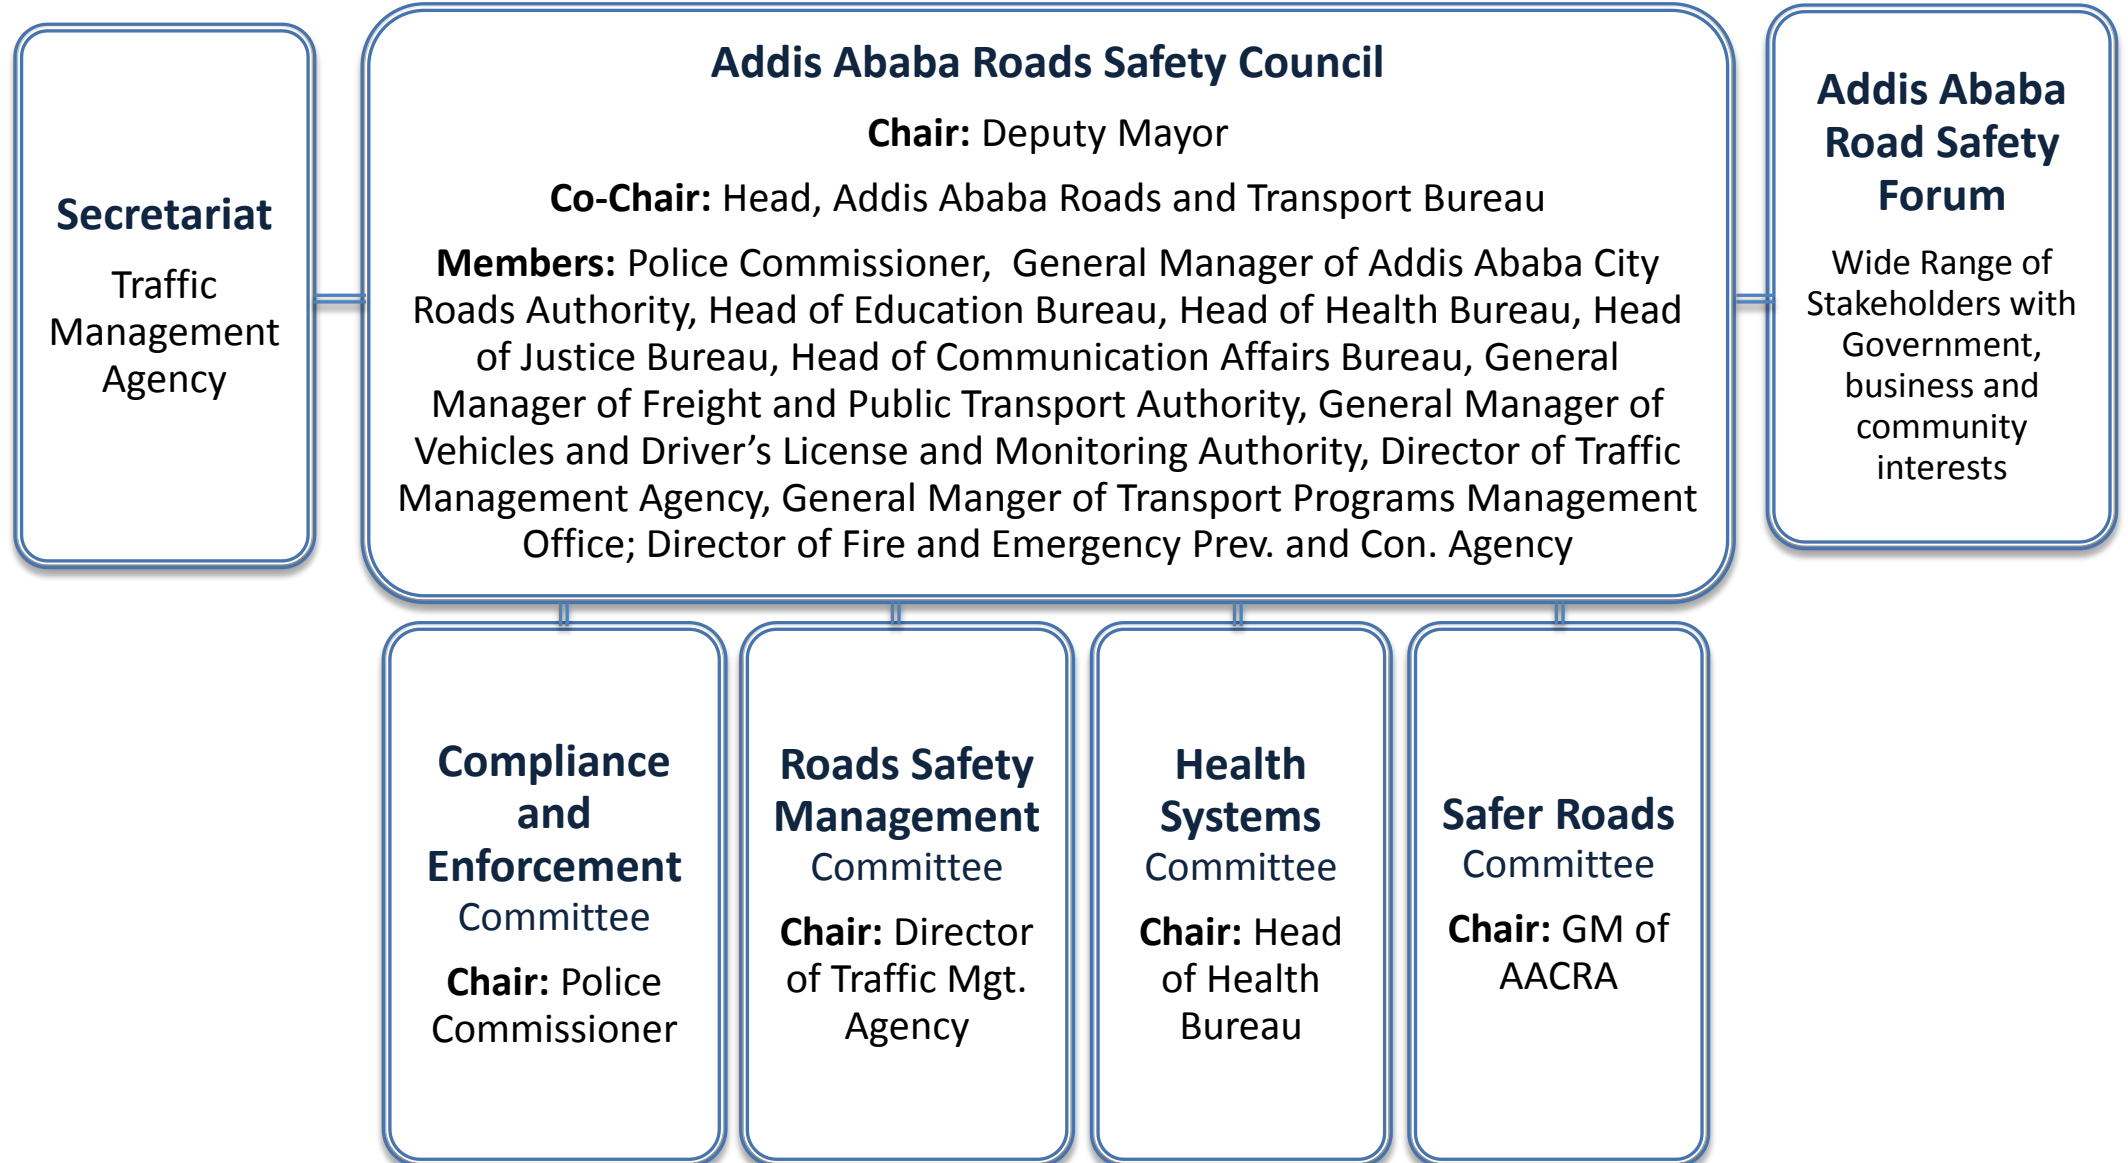 Secretariat
Traffic
Management
Agency
Addis Ababa Roads Safety Council
Chair: Deputy Mayor
Co-Chair: Head, Addis Ababa Roads and Transport Bureau
Members: Police Commissioner,  General Manager of Addis Ababa City
Roads Authority, Head of Education Bureau, Head of Health Bureau, Head
of Justice Bureau, Head of Communication Affairs Bureau, General
Manager of Freight and Public Transport Authority, General Manager of
Vehicles and Driver’s License and Monitoring Authority, Director of Traffic
Management Agency, General Manger of Transport Programs Management
Office; Director of Fire and Emergency Prev. and Con. Agency
Addis Ababa
Road Safety
Forum
Wide Range of
Stakeholders with
Government,
business and
community
interests
Compliance
and
Enforcement
Committee
Chair: Police
Commissioner
Roads Safety
Management
Committee
Chair: Director
of Traffic Mgt.
Agency
Health
Systems
Committee
Chair: Head
of Health
Bureau
Safer Roads
Committee
Chair: GM of
AACRA